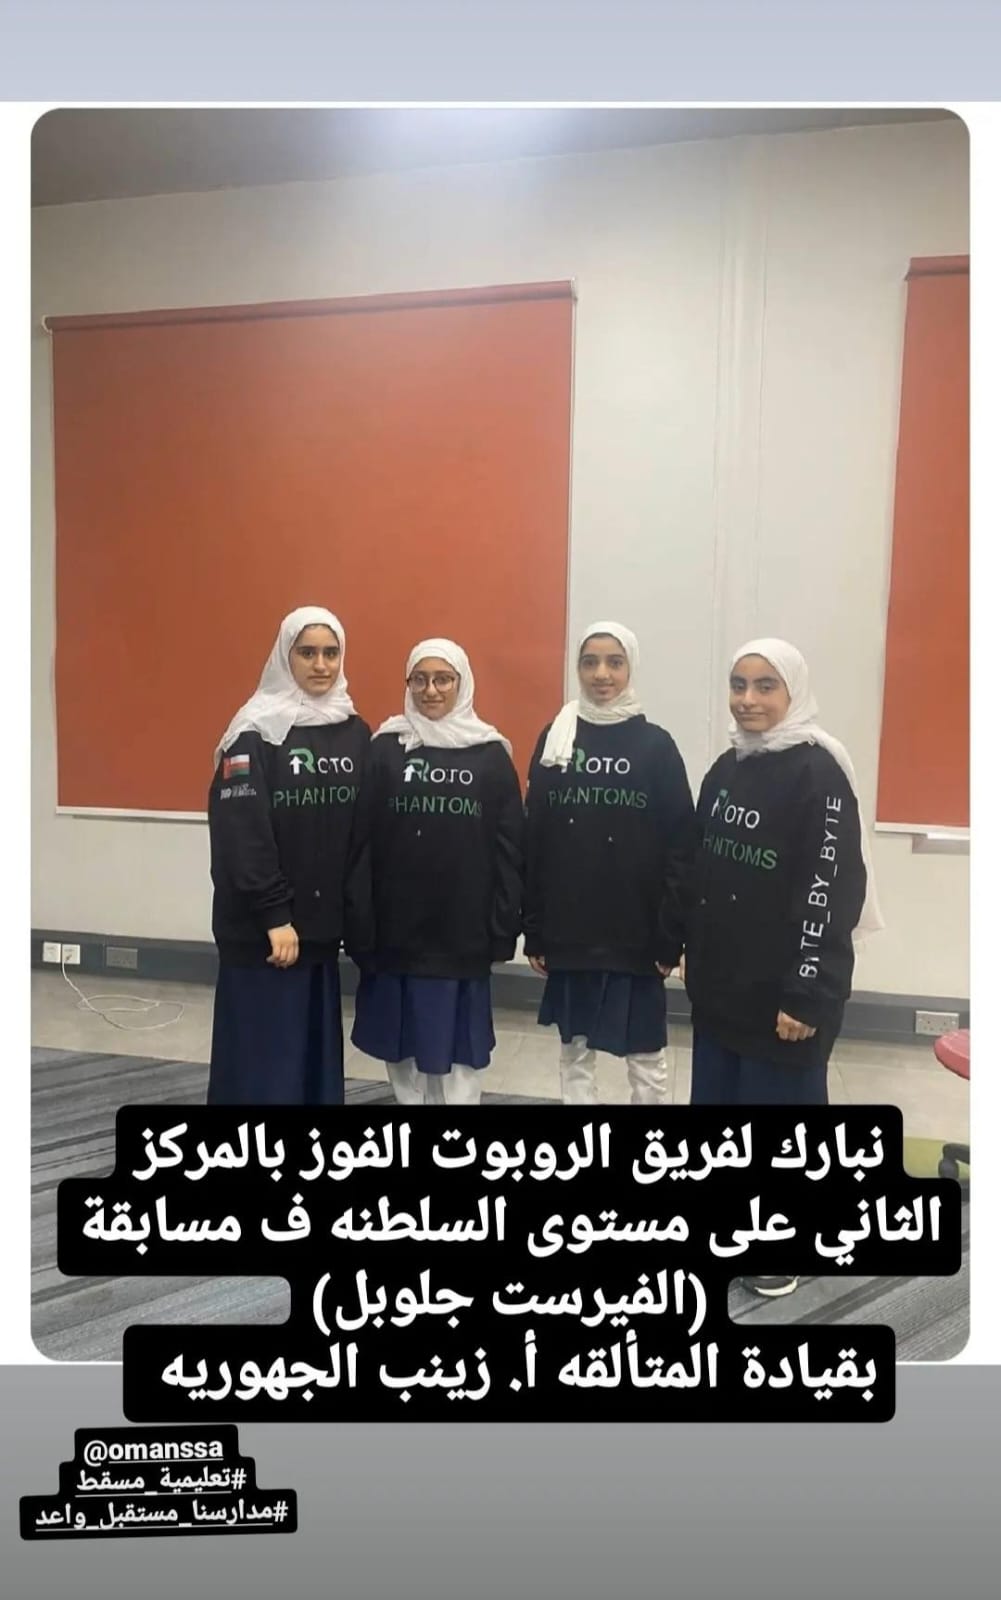 ROTO
PHANTOMS
ROTO
PHANTOMS
ROTO
PHANTOMS
ROTO
PHANTOMS
BYTE_BY_BYTE
نبارك لفريق الروبوت الفوز بالمركز
الثاني على مستوى السلطنه ف مسابقة
(الفيرست جلوبل)
بقيادة المتألقه أ. زينب الجهوريه
@omanssa
#تعليمية_مسقط
#مدارسنا_مستقبل_واعد